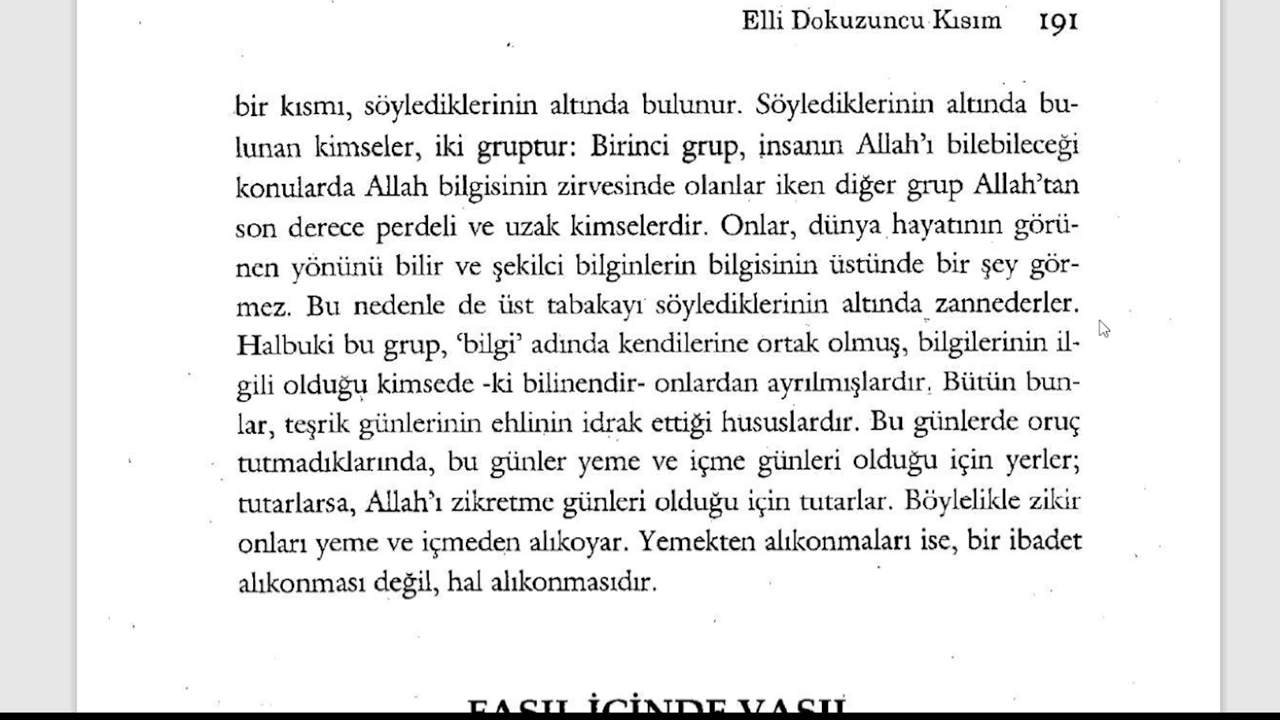 Elli Dokuzuncu Kısım 191
bir kısmı, söylediklerinin altında bulunur. Söylediklerinin altında bu-
lunan kimseler, iki gruptur: Birinci grup, insanın Allah'ı bilebileceği
konularda Allah bilgisinin zirvesinde olanlar iken diğer grup Allah'tan
son derece perdeli ve uzak kimselerdir. Onlar, dünya hayatının görü-
nen yönünü bilir ve şekilci bilginlerin bilgisinin üstünde bir şey gör-
mez. Bu nedenle de üst tabakayı söylediklerinin altında zannederler.
Halbuki bu grup, 'bilgi' adında kendilerine ortak olmuş, bilgilerinin il-
gili olduğu kimsede -ki bilinendir- onlardan ayrılmışlardır. Bütün bun-
lar, teşrik günlerinin ehlinin idrak ettiği hususlardır. Bu günlerde oruç
tutmadıklarında, bu günler yeme ve içme günleri olduğu için yerler;
tutarlarsa, Allah'ı zikretme günleri olduğu için tutarlar. Böylelikle zikir
onları yeme ve içmeden alıkoyar. Yemekten alıkonmaları ise, bir ibadet
alıkonması değil, hal alıkonmasıdır.
FASIL İÇİNDE VASIL